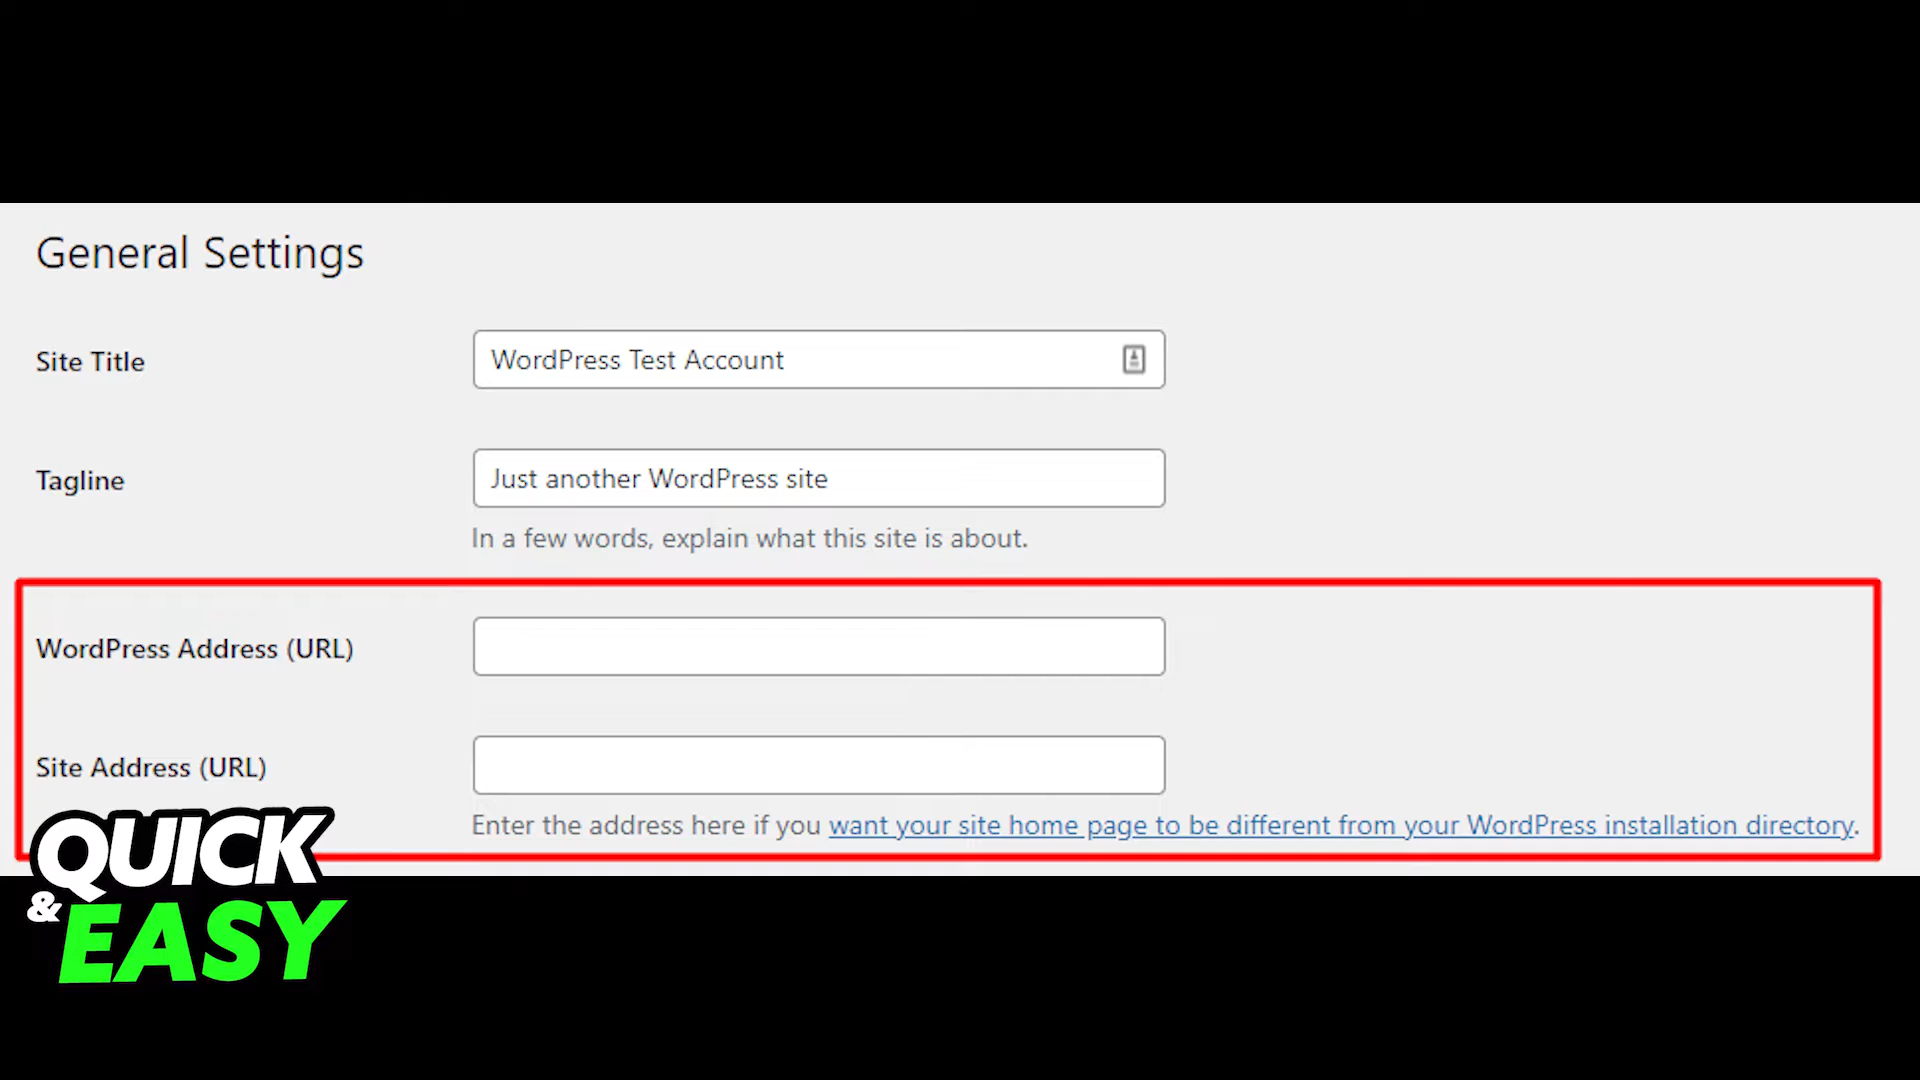 General Settings
Site Title
WordPress Test Account
Tagline
Just another WordPress site
In a few words, explain what this site is about.
WordPress Address (URL)
Site Address (URL)
Enter the address here if you want your site home page to be different from your WordPress installation directory.
QUICK
& EASY